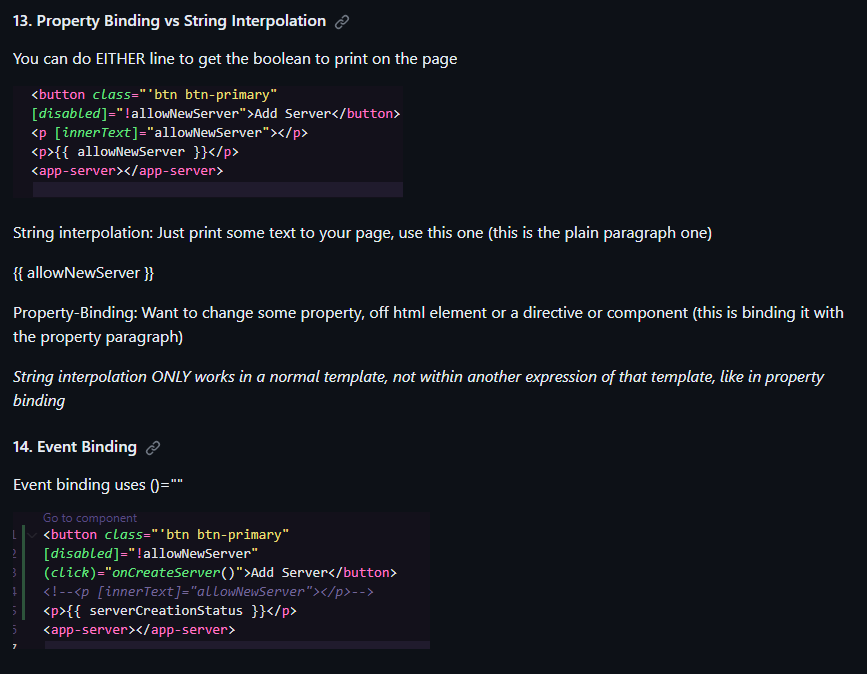 13. Property Binding vs String Interpolation
You can do EITHER line to get the boolean to print on the page
<button class="'btn btn-primary"
[disabled]="!allowNewServer">Add Server</button>
<p [innerText]="allowNewServer"></p>
<p>{{ allowNewServer }}</p>
<app-server></app-server>
String interpolation: Just print some text to your page, use this one (this is the plain paragraph one)
{{ allowNewServer }}
Property-Binding: Want to change some property, off html element or a directive or component (this is binding it with
the property paragraph)
String interpolation ONLY works in a normal template, not within another expression of that template, like in property
binding
14. Event Binding
Event binding uses ()=""
Go to component
1 <button class="'btn btn-primary"
2 [disabled]="!allowNewServer"
3 (click)="onCreateServer()">Add Server</button>
4 <!--<p [innerText]="allowNewServer"></p>-->
5 <p>{{ serverCreationStatus }}</p>
6 <app-server></app-server>
7